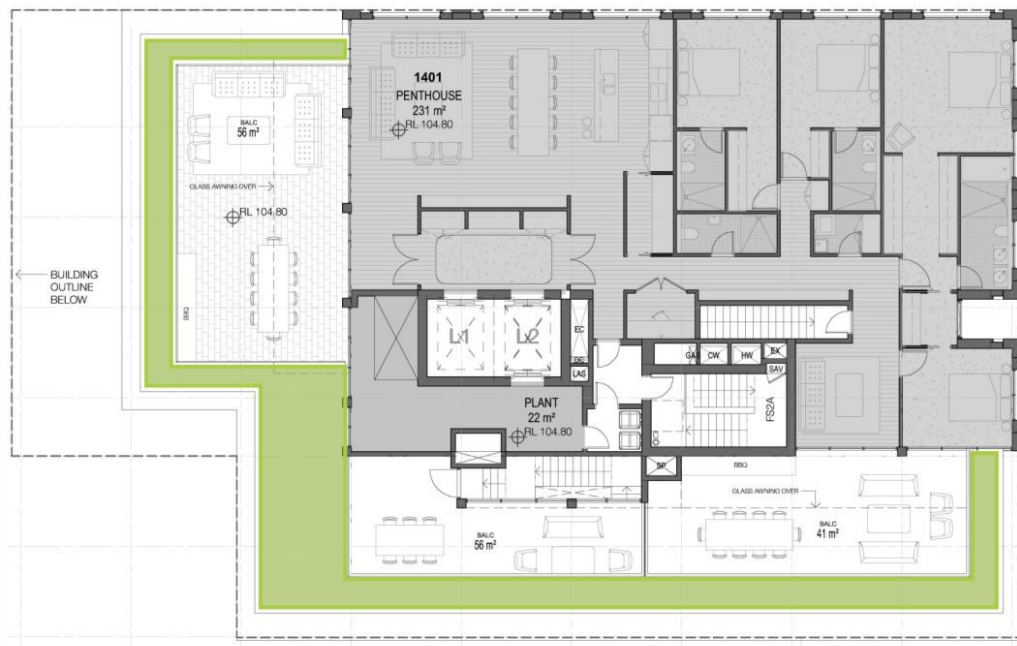 1401
PENTHOUSE
231 m²
RL 104.80
BALC
56 m²
GLASS AWNING OVER
RL 104.80
BUILDING
OUTLINE
BELOW
BBQ
L1
L2
EC
LAS
GAS
CW
HW
EX
SAV
FS2A
PLANT
22 m²
RL 104.80
SP
BBQ
GLASS AWNING OVER
BALC
56 m²
BALC
41 m²